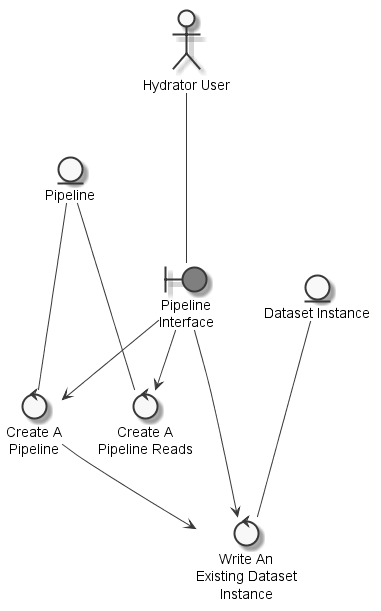 Hydrator User
Pipeline
Pipeline
Interface
Dataset Instance
Create A
Pipeline
Create A
Pipeline Reads
Write An
Existing Dataset
Instance